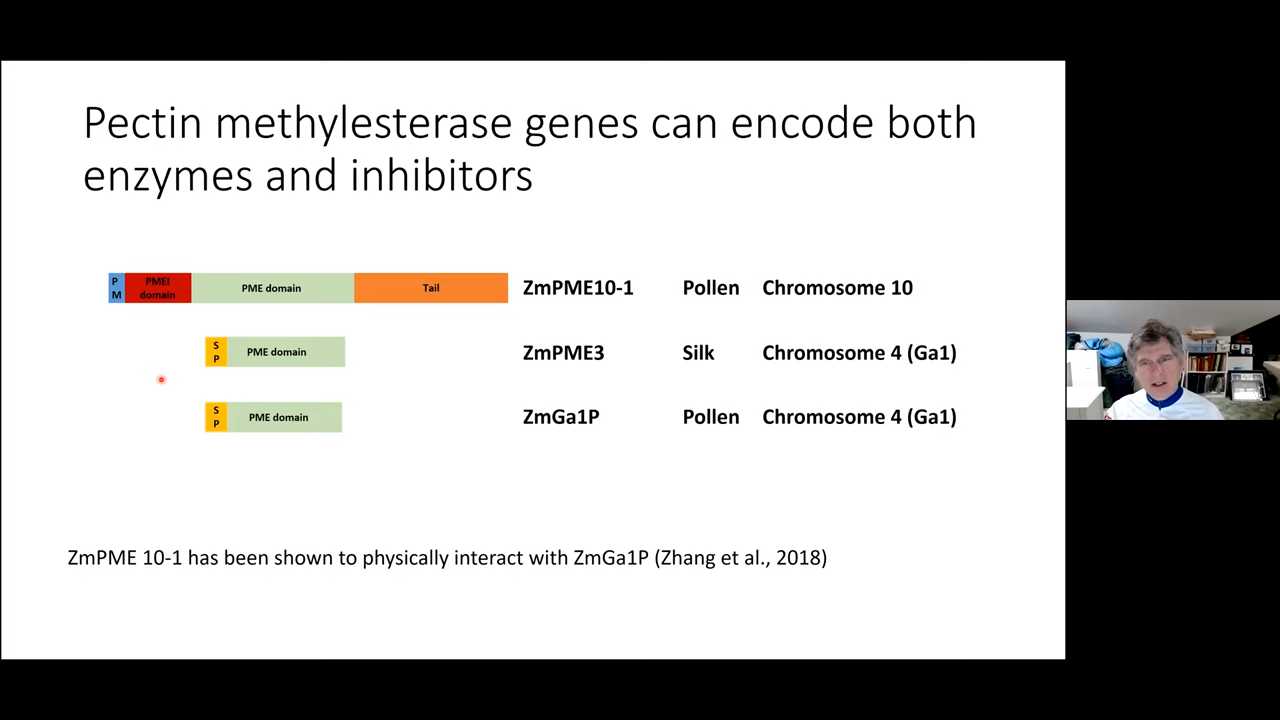 Pectin methylesterase genes can encode both
enzymes and inhibitors
P
M
PMEI
domain
PME domain
Tail
ZmPME10-1 Pollen Chromosome 10
S
P
PME domain
ZmPME3 Silk Chromosome 4 (Ga1)
S
P
PME domain
ZmGa1P Pollen Chromosome 4 (Ga1)
ZmPME 10-1 has been shown to physically interact with ZmGa1P (Zhang et al., 2018)